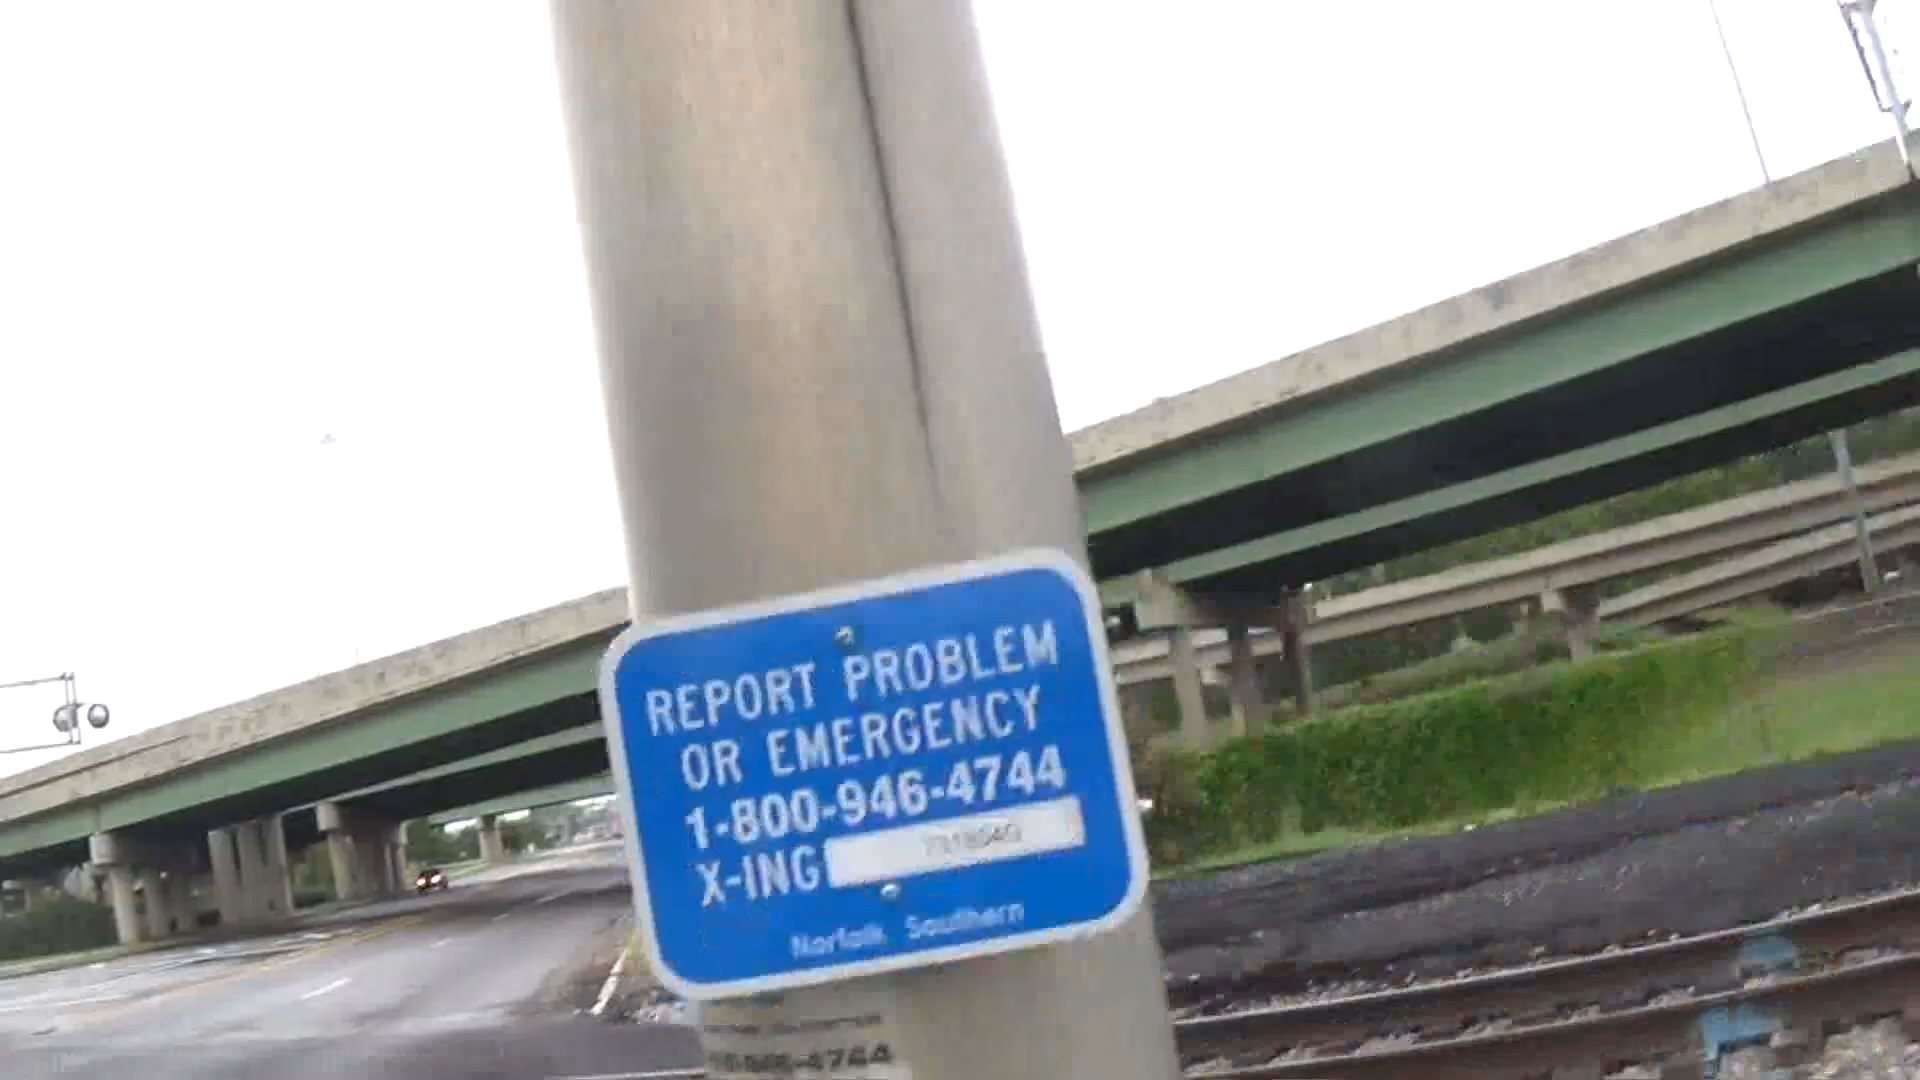 REPORT PROBLEM
OR EMERGENCY
1-800-946-4744
X-ING
Norfolk Southern